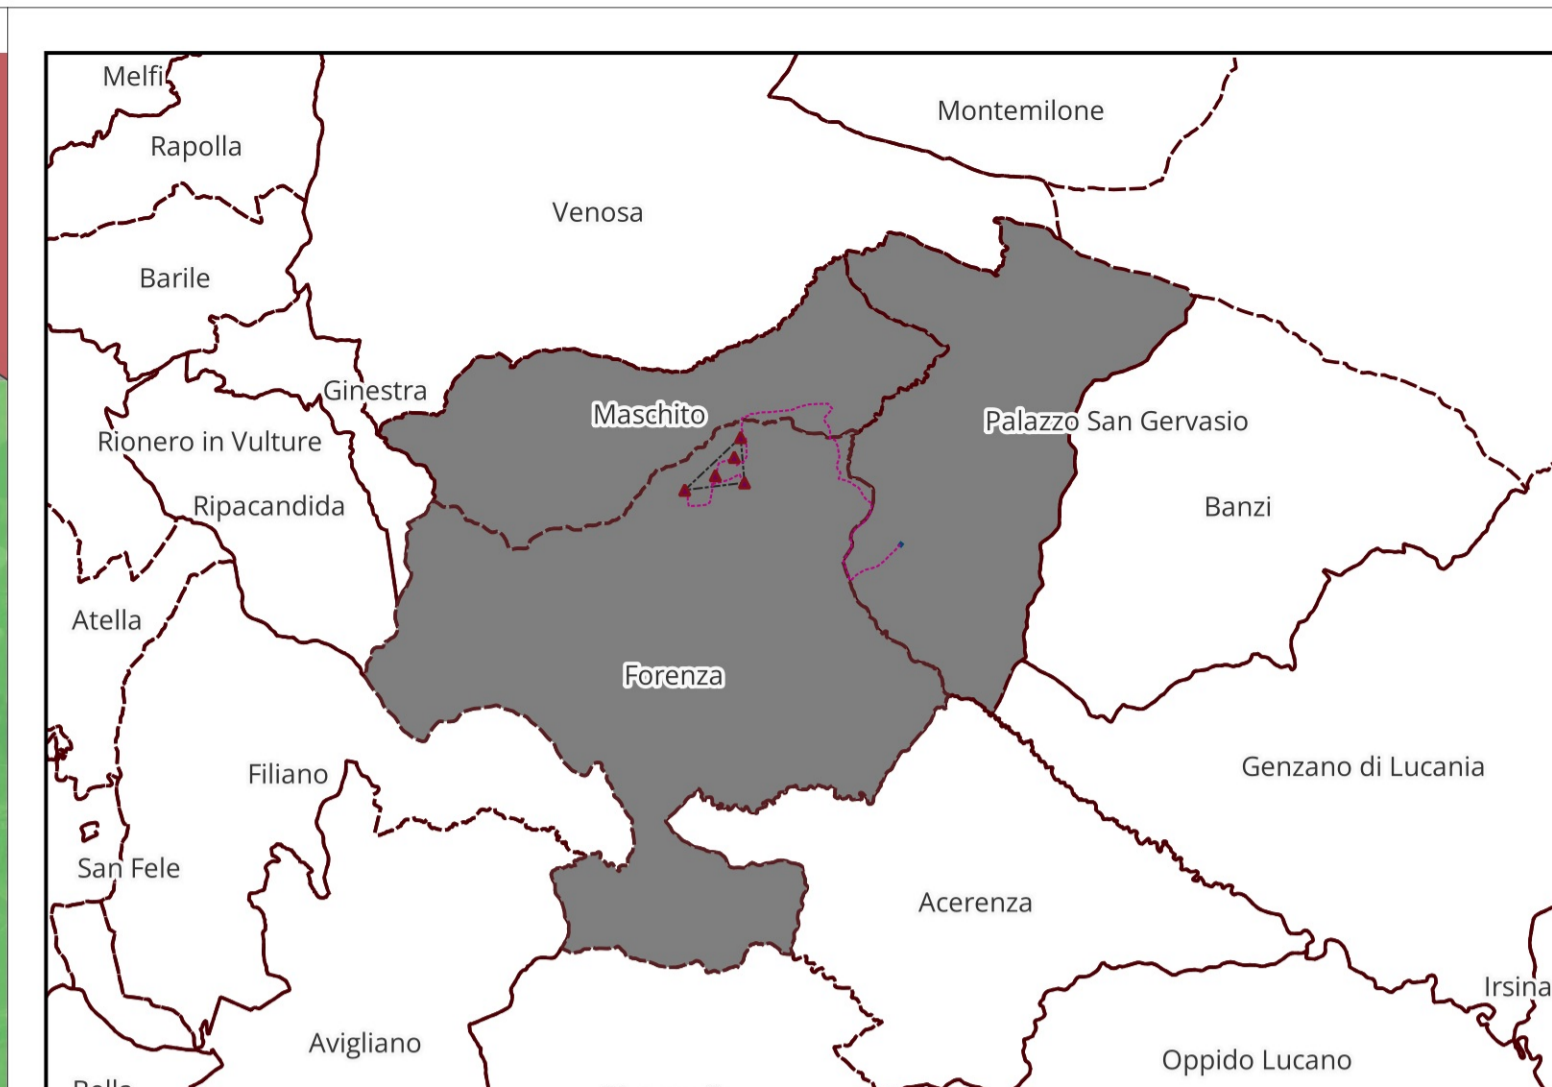 Melfi
Montemilone
Rapolla
Venosa
Barile
Ginestra
Maschito
Palazzo San Gervasio
Rionero in Vulture
Ripacandida
Banzi
Atella
Forenza
Filiano
Genzano di Lucania
San Fele
Acerenza
Irsina
Avigliano
Oppido Lucano